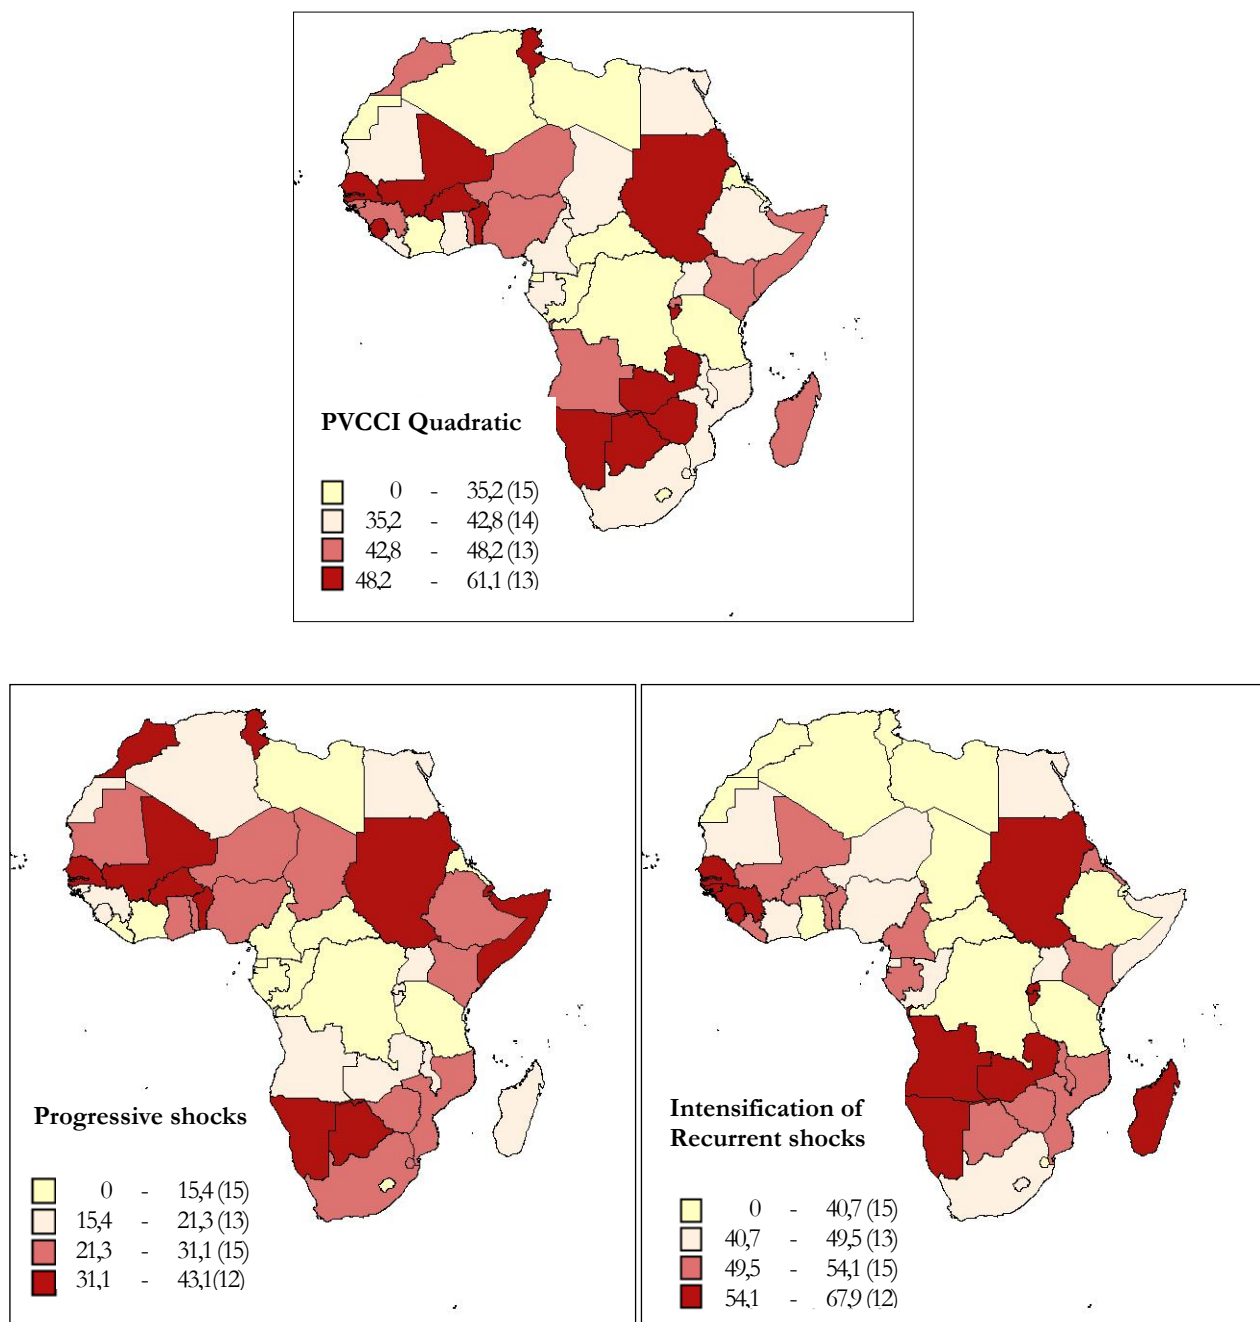 PVCCI Quadratic
0 - 35,2 (15)
35,2 - 42,8 (14)
42,8 - 48,2 (13)
48,2 - 61,1 (13)
Progressive shocks
0 - 15,4 (15)
15,4 - 21,3 (13)
21,3 - 31,1 (15)
31,1 - 43,1 (12)
Intensification of
Recurrent shocks
0 - 40,7 (15)
40,7 - 49,5 (13)
49,5 - 54,1 (15)
54,1 - 67,9 (12)